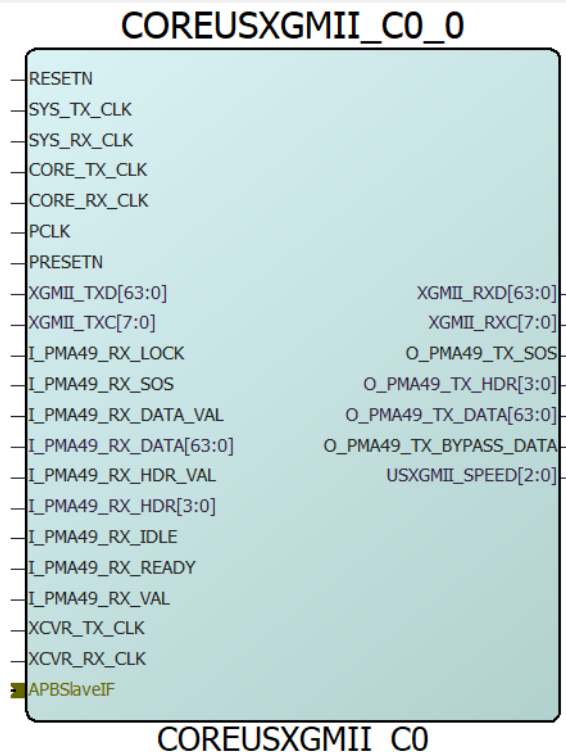 COREUSXGMII_C0_0
RESETN
SYS_TX_CLK
SYS_RX_CLK
CORE_TX_CLK
CORE_RX_CLK
PCLK
PRESETN
XGMII_TXD[63:0]
XGMII_RXD[63:0]
XGMII_TXC[7:0]
XGMII_RXC[7:0]
I_PMA49_RX_LOCK
O_PMA49_TX_SOS
I_PMA49_RX_SOS
O_PMA49_TX_HDR[3:0]
I_PMA49_RX_DATA_VAL
O_PMA49_TX_DATA[63:0]
I_PMA49_RX_DATA[63:0]
O_PMA49_TX_BYPASS_DATA
I_PMA49_RX_HDR_VAL
USXGMII_SPEED[2:0]
I_PMA49_RX_HDR[3:0]
I_PMA49_RX_IDLE
I_PMA49_RX_READY
I_PMA49_RX_VAL
XCVR_TX_CLK
XCVR_RX_CLK
APBSlaveIF
COREUSXGMII_C0